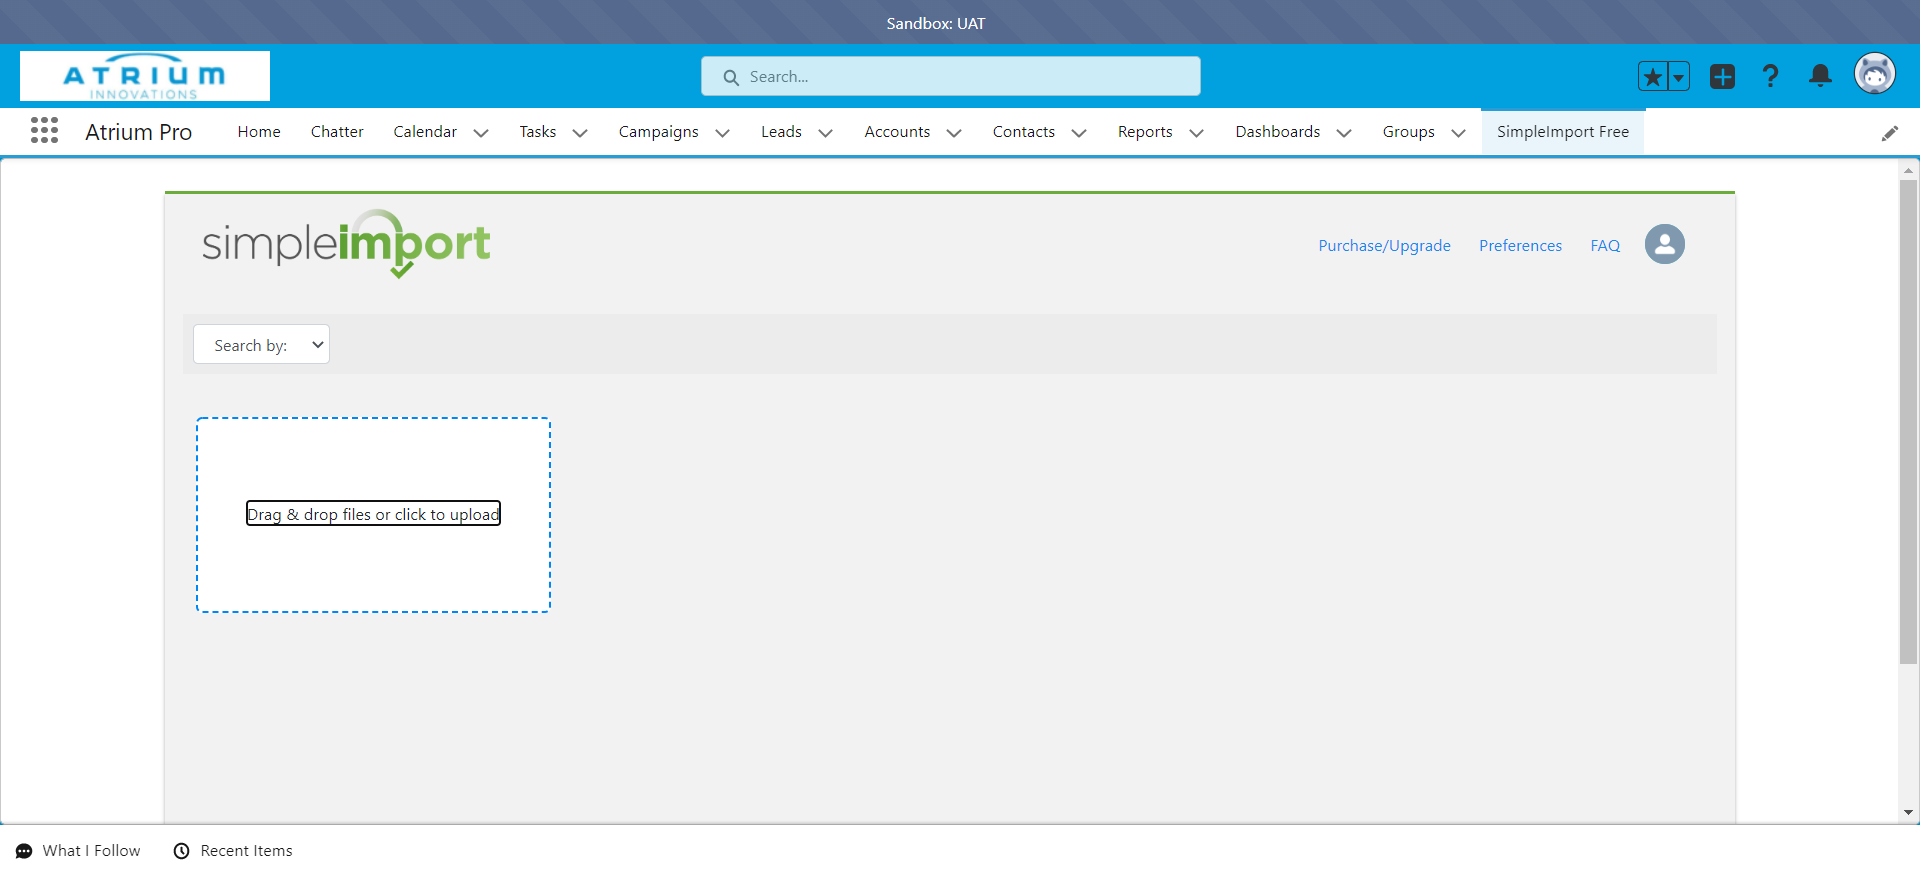 Sandbox: UAT
ATRIUM
INNOVATIONS
Search...
Atrium Pro
Home
Chatter
Calendar
Tasks
Campaigns
Leads
Accounts
Contacts
Reports
Dashboards
Groups
SimpleImport Free
simpleimport
Purchase/Upgrade
Preferences
FAQ
Search by:
Drag & drop files or click to upload
What I Follow
Recent Items